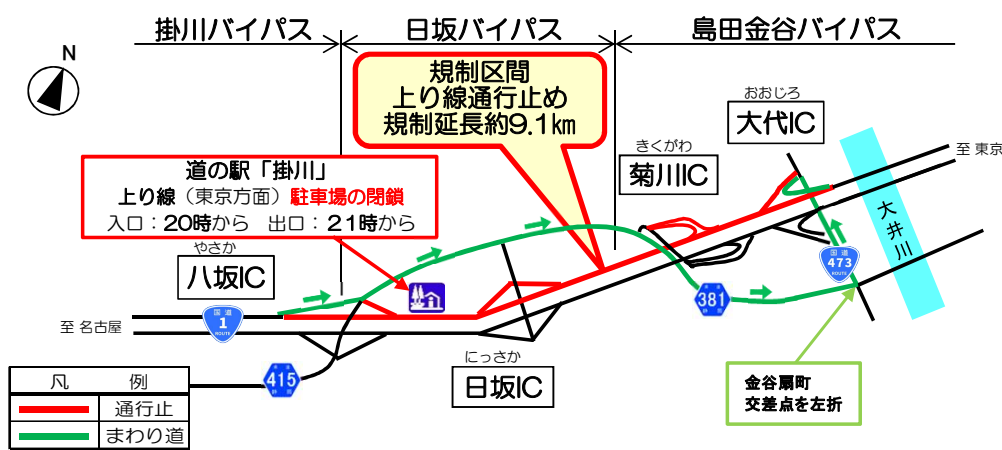 掛川バイパス
日坂バイパス
島田金谷バイパス
N
規制区間
上り線通行止め
規制延長約9.1㎞
おおじろ
大代IC
きくがわ
菊川IC
至 東京
大井川
道の駅「掛川」
上り線（東京方面）駐車場の閉鎖
入口：20時から 出口：21時から
やさか
八坂IC
国道
473
ROUTE
国道
1
ROUTE
381
至 名古屋
415
にっさか
日坂IC
金谷扇町
交差点を左折
凡 例
通行止
まわり道